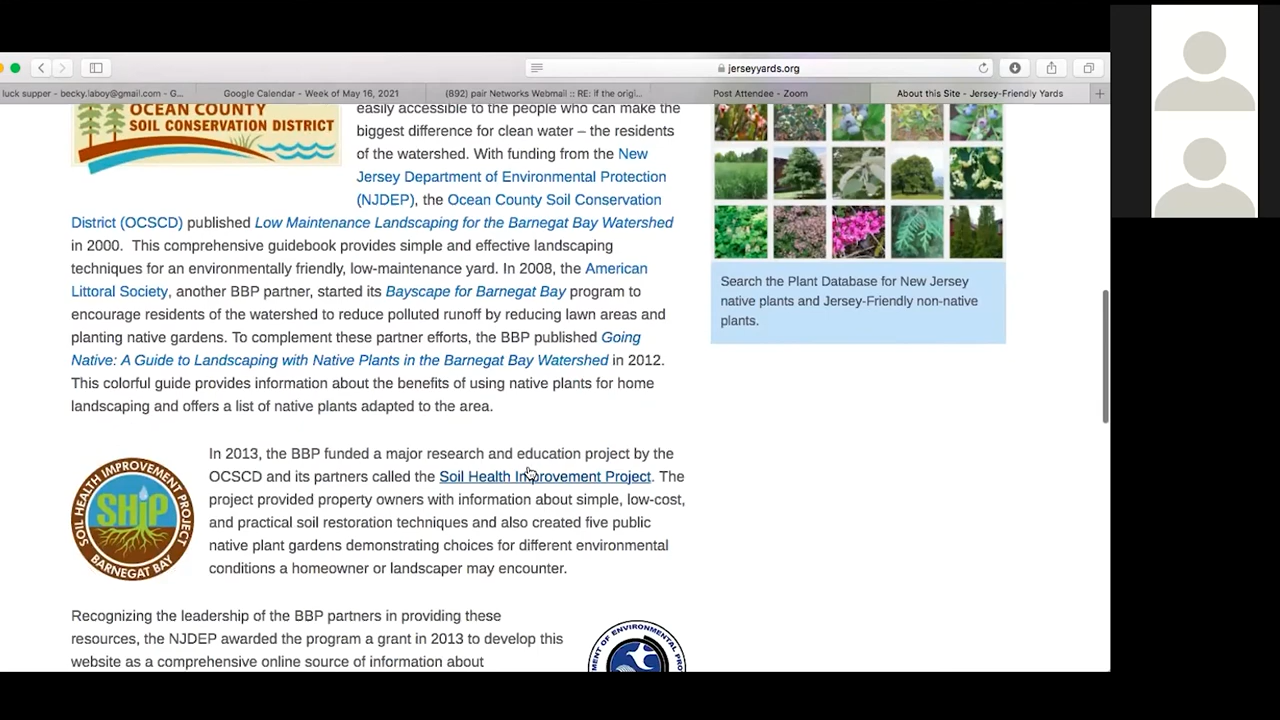 jerseyyards.org
luck supper - becky.laboy@gmail.com - G...
Google Calendar - Week of May 16, 2021
(892) pair Networks Webmail :: RE: if the origi...
Post Attendee - Zoom
About this Site - Jersey-Friendly Yards
OCEAN COUNTY
SOIL CONSERVATION DISTRICT
easily accessible to the people who can make the
biggest difference for clean water – the residents
of the watershed. With funding from the New
Jersey Department of Environmental Protection
(NJDEP), the Ocean County Soil Conservation
District (OCSCD) published Low Maintenance Landscaping for the Barnegat Bay Watershed
in 2000. This comprehensive guidebook provides simple and effective landscaping
techniques for an environmentally friendly, low-maintenance yard. In 2008, the American
Littoral Society, another BBP partner, started its Bayscape for Barnegat Bay program to
encourage residents of the watershed to reduce polluted runoff by reducing lawn areas and
planting native gardens. To complement these partner efforts, the BBP published Going
Native: A Guide to Landscaping with Native Plants in the Barnegat Bay Watershed in 2012.
This colorful guide provides information about the benefits of using native plants for home
landscaping and offers a list of native plants adapted to the area.
Search the Plant Database for New Jersey
native plants and Jersey-Friendly non-native
plants.
SOIL HEALTH IMPROVEMENT PROJECT
SHIP
BARNEGAT BAY
In 2013, the BBP funded a major research and education project by the
OCSCD and its partners called the Soil Health Improvement Project. The
project provided property owners with information about simple, low-cost,
and practical soil restoration techniques and also created five public
native plant gardens demonstrating choices for different environmental
conditions a homeowner or landscaper may encounter.
Recognizing the leadership of the BBP partners in providing these
resources, the NJDEP awarded the program a grant in 2013 to develop this
website as a comprehensive online source of information about
MENT OF ENVIRONMENTAL PRO